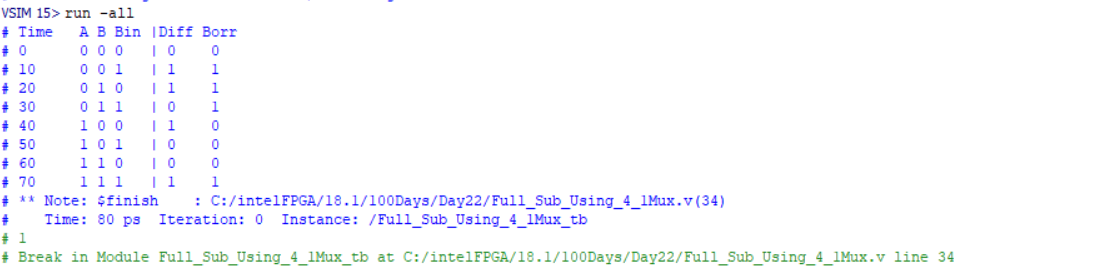 VSIM 15> run -all
# Time   A B Bin |Diff Borr
# 0      0 0 0   | 0    0
# 10     0 0 1   | 1    1
# 20     0 1 0   | 1    1
# 30     0 1 1   | 0    1
# 40     1 0 0   | 1    0
# 50     1 0 1   | 0    0
# 60     1 1 0   | 0    0
# 70     1 1 1   | 1    1
# ** Note: $finish    : C:/intelFPGA/18.1/100Days/Day22/Full_Sub_Using_4_1Mux.v(34)
#    Time: 80 ps  Iteration: 0  Instance: /Full_Sub_Using_4_1Mux_tb
# 1
# Break in Module Full_Sub_Using_4_1Mux_tb at C:/intelFPGA/18.1/100Days/Day22/Full_Sub_Using_4_1Mux.v line 34